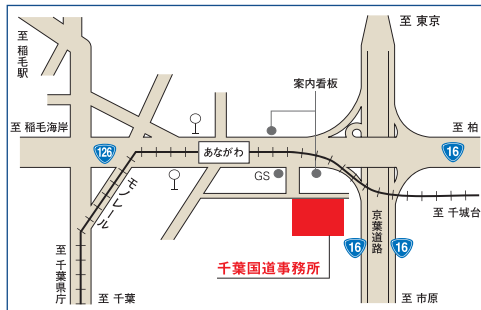 至 東京
至 稲毛駅
案内看板
至 稲毛海岸
126
あながわ
至 柏
16
モノレール
GS
至 千城台
京葉道路
16
16
千葉国道事務所
至 千葉県庁
至 千葉
至 市原